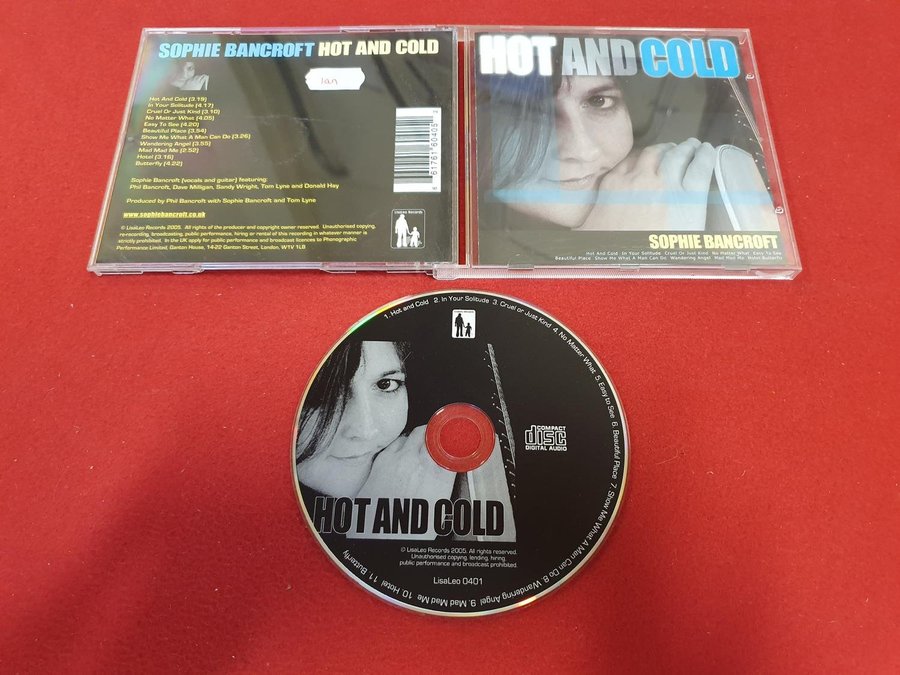 SOPHIE BANCROFT HOT AND COLD
Ian
Hot And Cold (3.19)
In Your Solitude (4.17)
Cruel Or Just Kind (3.10)
No Matter What (4.05)
Easy To See (4.20)
Beautiful Place (3.54)
Show Me What A Man Can Do (3.26)
Wandering Angel (3.55)
Mad Mad Me (2.52)
Hotel (3.16)
Butterfly (4.22)
Sophie Bancroft (vocals and guitar) featuring:
Phil Bancroft, Dave Milligan, Sandy Wright, Tom Lyne and Donald Hay
Produced by Phil Bancroft with Sophie Bancroft and Tom Lyne
www.sophiebancroft.co.uk
© LisaLeo Records 2005. All rights of the producer and copyright owner reserved. Unauthorised copying,
re-recording, broadcasting, public performance, hiring or rental of this recording in whatever manner is
strictly prohibited. In the UK apply for public performance and broadcast licences to Phonographic
Performance Limited, Ganton House, 14-22 Ganton Street, London, W1V 1LB
LisaLeo Records
HOT AND COLD
SOPHIE BANCROFT
Hot And Cold In Your Solitude Cruel Or Just Kind No Matter What Easy To See
Beautiful Place Show Me What A Man Can Do Wandering Angel Mad Mad Me Hotel Butterfly
1. Hot and Cold 2. In Your Solitude 3. Cruel or Just Kind 4. No Matter What 5. Easy to See 6. Beautiful Place 7. Show Me What A Man Can Do 8. Wandering Angel 9. Mad Mad Me 10. Hotel 11. Butterfly
COMPACT
disc
DIGITAL AUDIO
HOT AND COLD
© LisaLeo Records 2005. All rights reserved.
Unauthorised copying, lending, hiring,
public performance and broadcast prohibited.
LisaLeo 0401